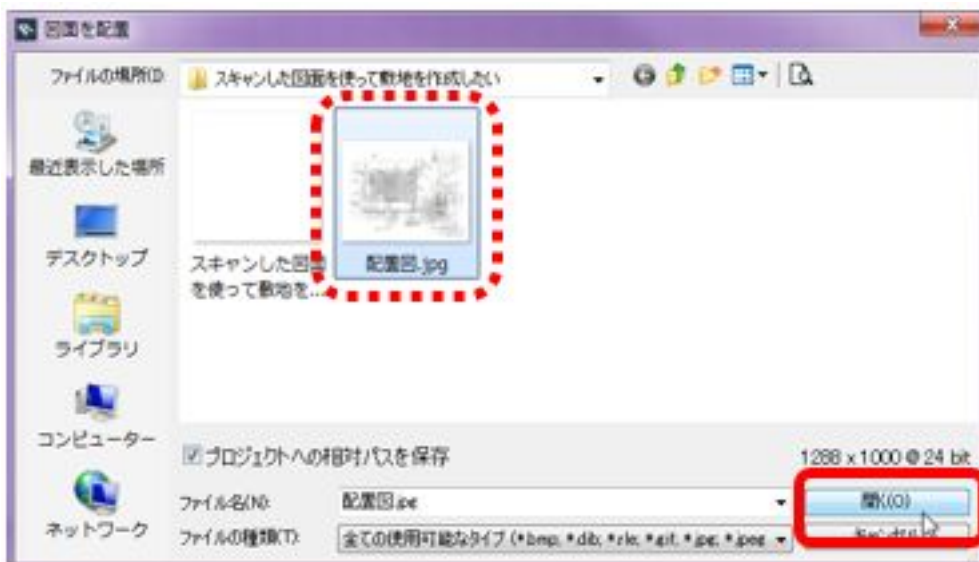 図面を配置
ファイルの場所(I):
スキャンした図面を使って敷地を作成したい
最近表示した場所
デスクトップ
スキャンした図面
を使って敷地を...
配置図.jpg
ライブラリ
コンピューター
プロジェクトへの相対パスを保存
1288 x 1000 @ 24 bit
ネットワーク
ファイル名(N):
配置図.jpg
開く(O)
ファイルの種類(T):
全ての使用可能なタイプ (*.bmp; *.dib; *.rle; *.gif; *.jpg; *.jpeg
キャンセル